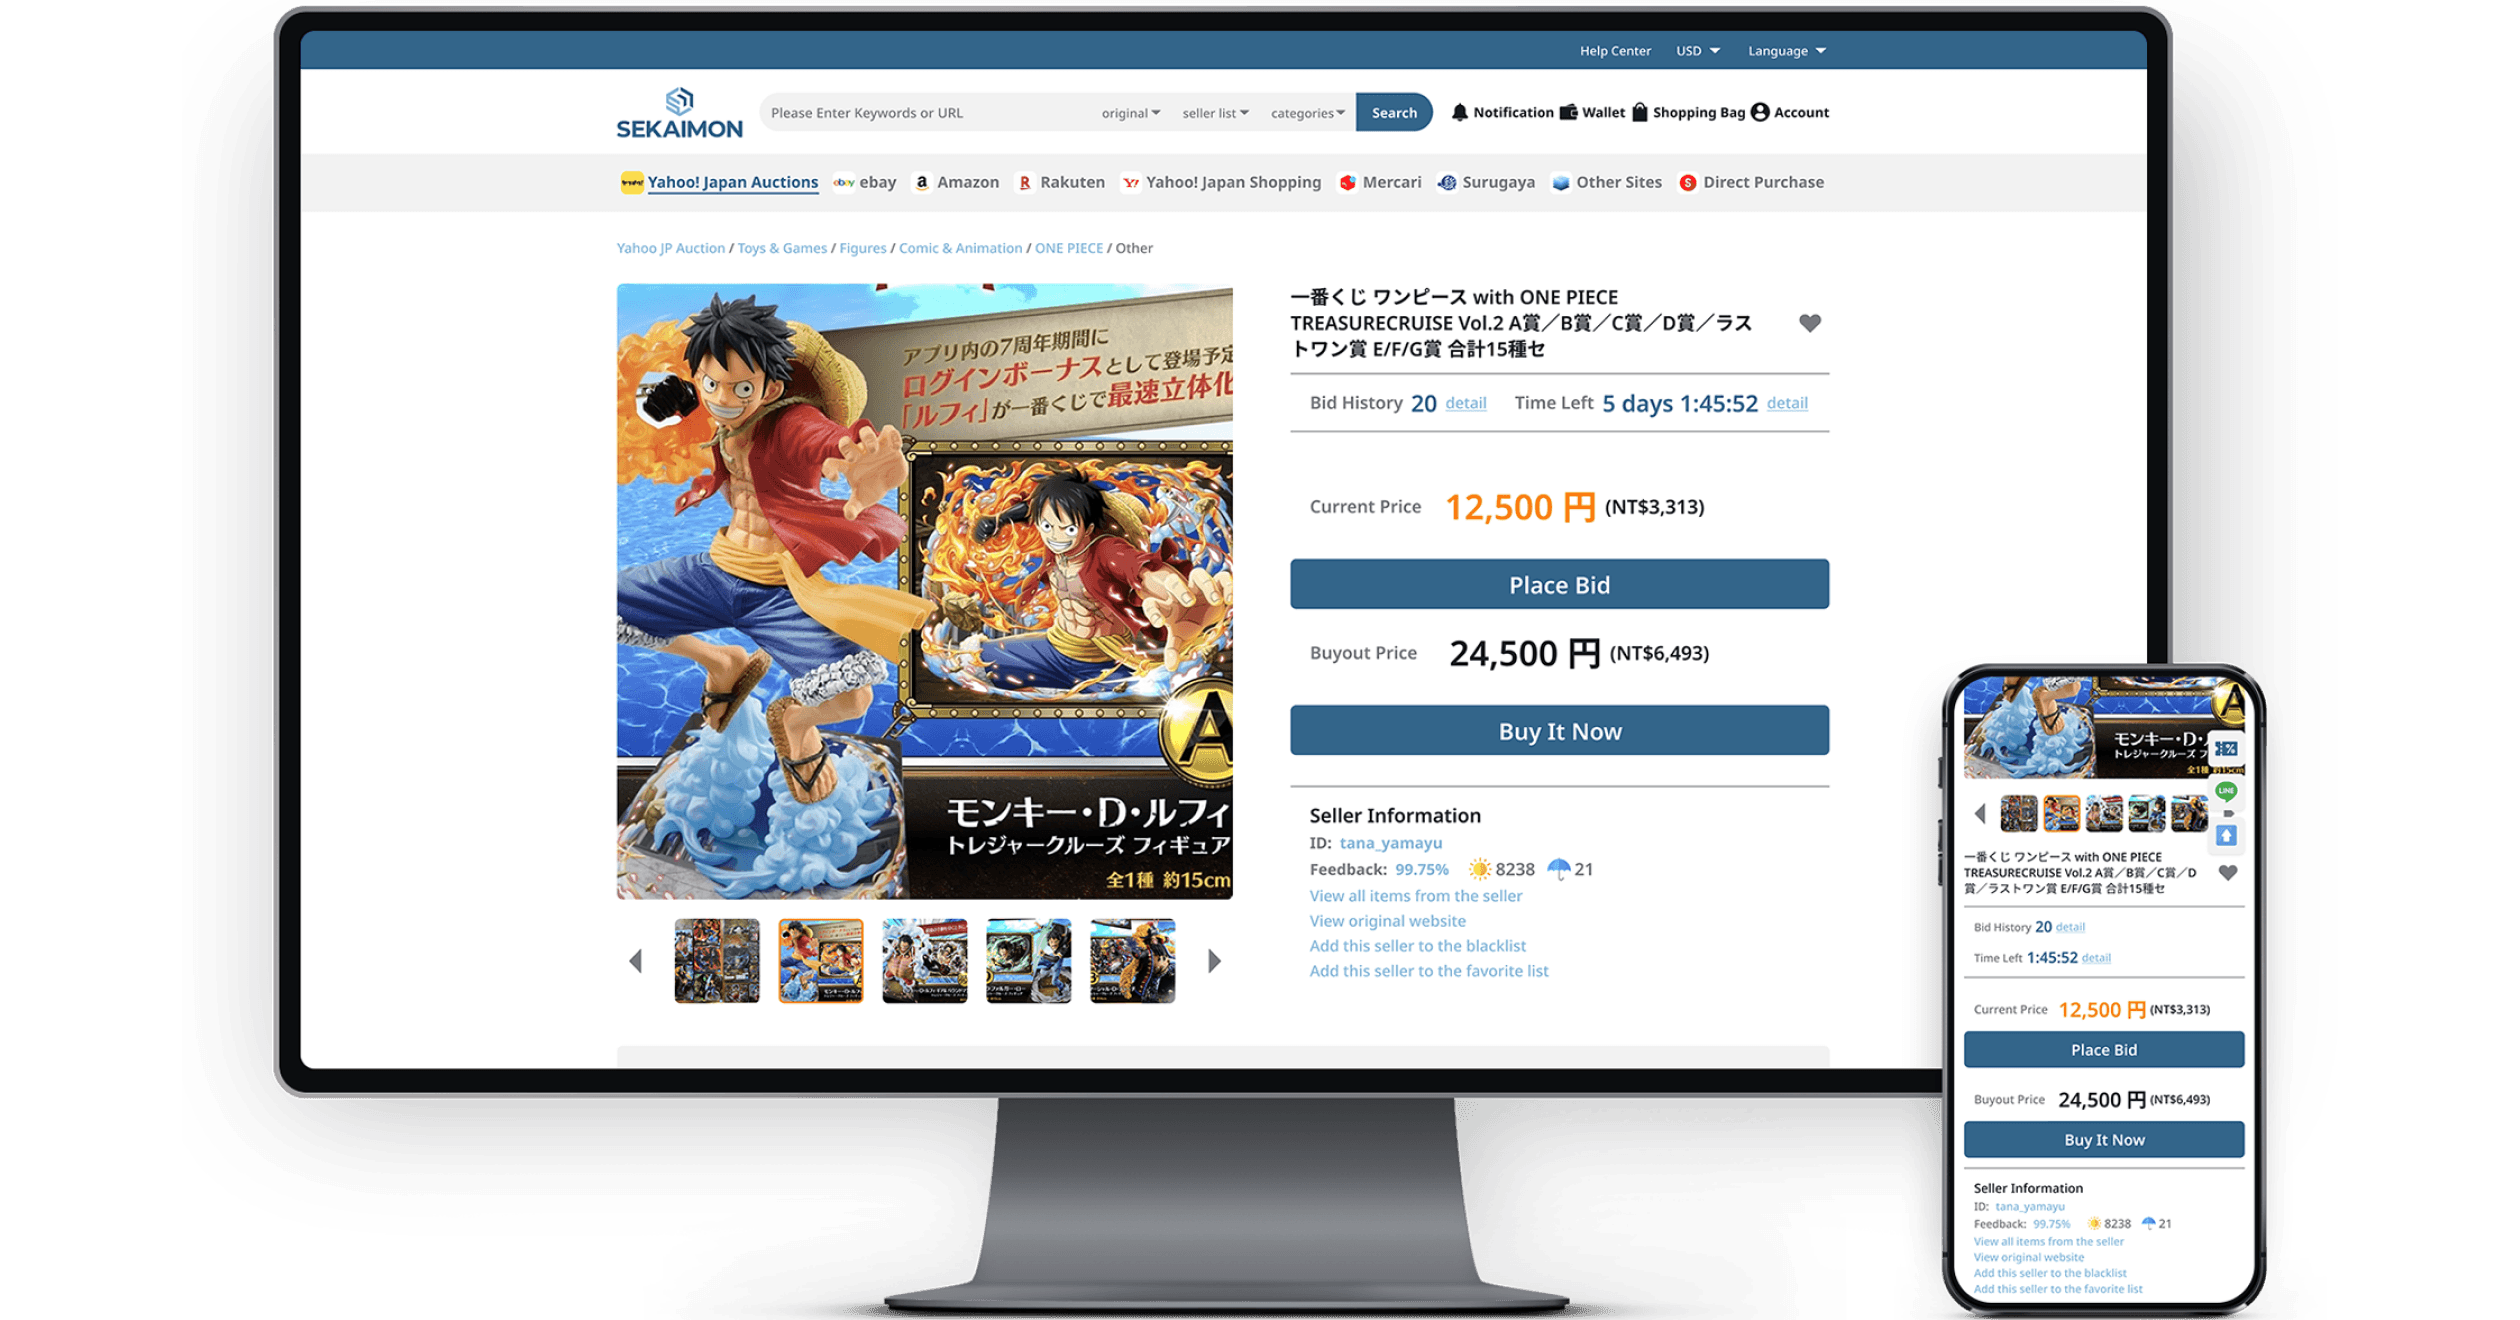 Help Center USD Language
SEKAIMON
Please Enter Keywords or URL original seller list categories Search Notification Wallet Shopping Bag Account
Yahoo! Japan Auctions ebay ebay a Amazon R Rakuten Y! Yahoo! Japan Shopping Mercari Surugaya Other Sites S Direct Purchase
Yahoo JP Auction / Toys & Games / Figures / Comic & Animation / ONE PIECE / Other
アプリ内の7周年期間に
ログインボーナスとして登場予定
「ルフィ」が一番くじで最速立体化
A
モンキー・D・ルフィ
トレジャークルーズ フィギュア
全1種 約15cm
一番くじ ワンピース with ONE PIECE
TREASURECRUISE Vol.2 A賞／B賞／C賞／D賞／ラス
トワン賞 E/F/G賞 合計15種セ
Bid History 20 detail Time Left 5 days 1:45:52 detail
Current Price 12,500 円 (NT$3,313)
Place Bid
Buyout Price 24,500 円 (NT$6,493)
Buy It Now
Seller Information
ID: tana_yamayu
Feedback: 99.75% 8238 21
View all items from the seller
View original website
Add this seller to the blacklist
Add this seller to the favorite list
A
モンキー・D・
トレジャークルーズ フ
全1種 約15cm
LINE
一番くじ ワンピース with ONE PIECE
TREASURECRUISE Vol.2 A賞／B賞／C賞／D
賞／ラストワン賞 E/F/G賞 合計15種セ
Bid History 20 detail
Time Left 1:45:52 detail
Current Price 12,500 円 (NT$3,313)
Place Bid
Buyout Price 24,500 円 (NT$6,493)
Buy It Now
Seller Information
ID: tana_yamayu
Feedback: 99.75% 8238 21
View all items from the seller
View original website
Add this seller to the blacklist
Add this seller to the favorite list